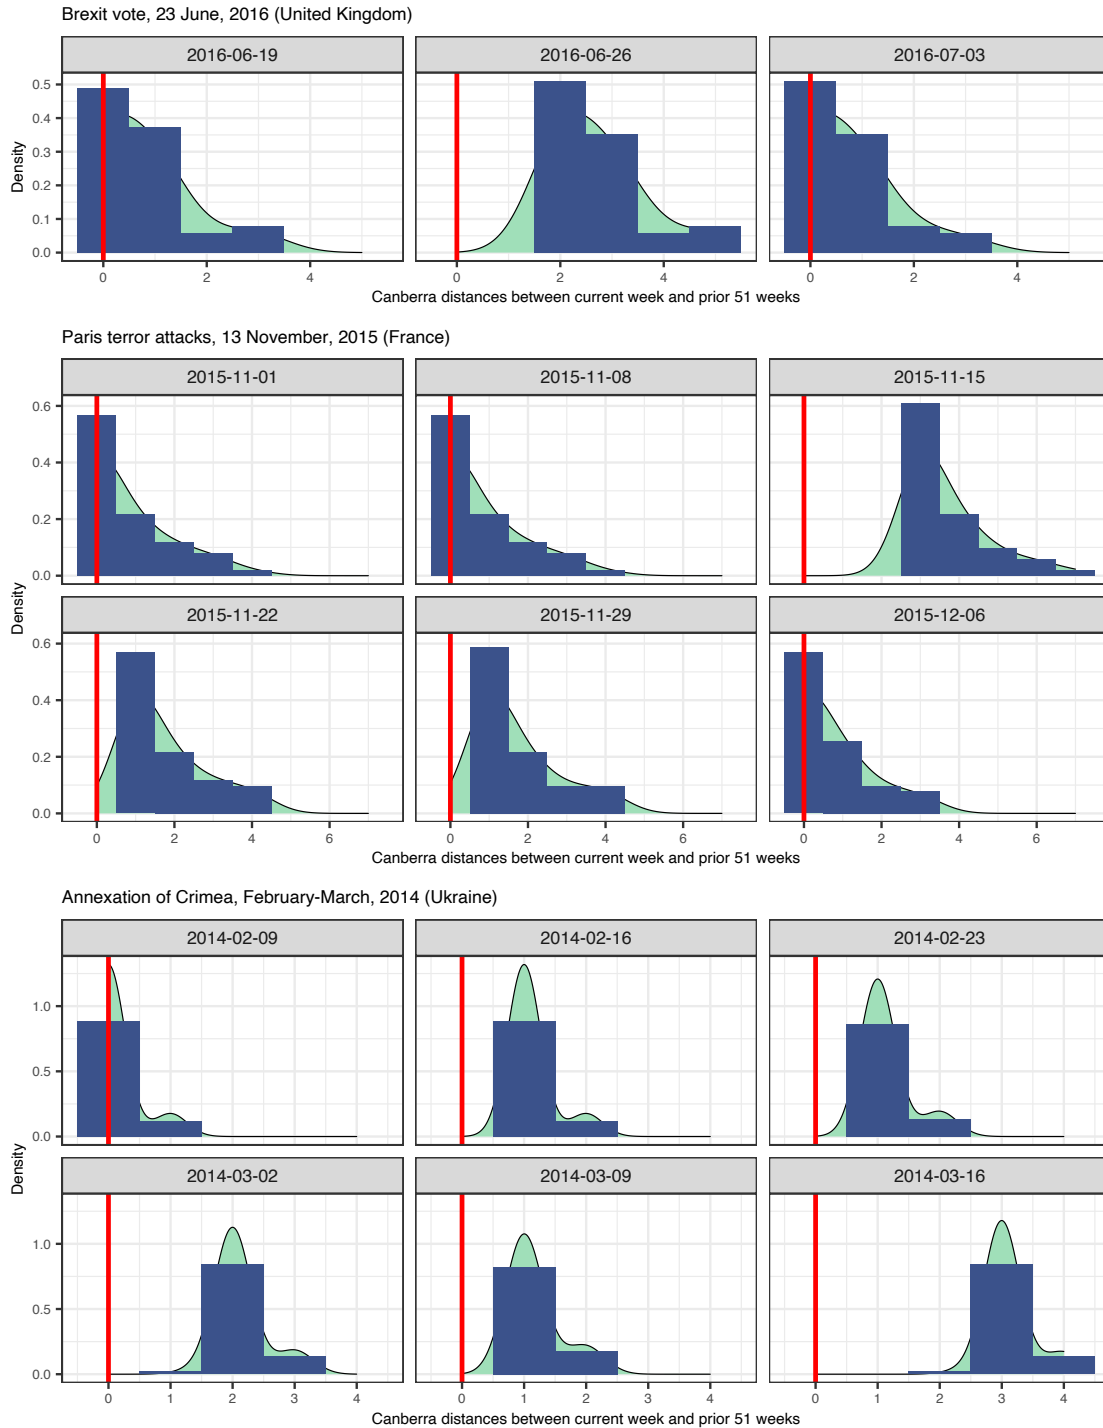 Brexit vote, 23 June, 2016 (United Kingdom)
2016-06-19 2016-06-26 2016-07-03
0.5
0.4
0.3
0.2
0.1
0.0
Density
0 2 4 0 2 4 0 2 4
Canberra distances between current week and prior 51 weeks
Paris terror attacks, 13 November, 2015 (France)
2015-11-01 2015-11-08 2015-11-15
0.6
0.4
0.2
0.0
Density
2015-11-22 2015-11-29 2015-12-06
0.6
0.4
0.2
0.0
0 2 4 6 0 2 4 6 0 2 4 6
Canberra distances between current week and prior 51 weeks
Annexation of Crimea, February-March, 2014 (Ukraine)
2014-02-09 2014-02-16 2014-02-23
1.0
0.5
0.0
Density
2014-03-02 2014-03-09 2014-03-16
1.0
0.5
0.0
0 1 2 3 4 0 1 2 3 4 0 1 2 3 4
Canberra distances between current week and prior 51 weeks